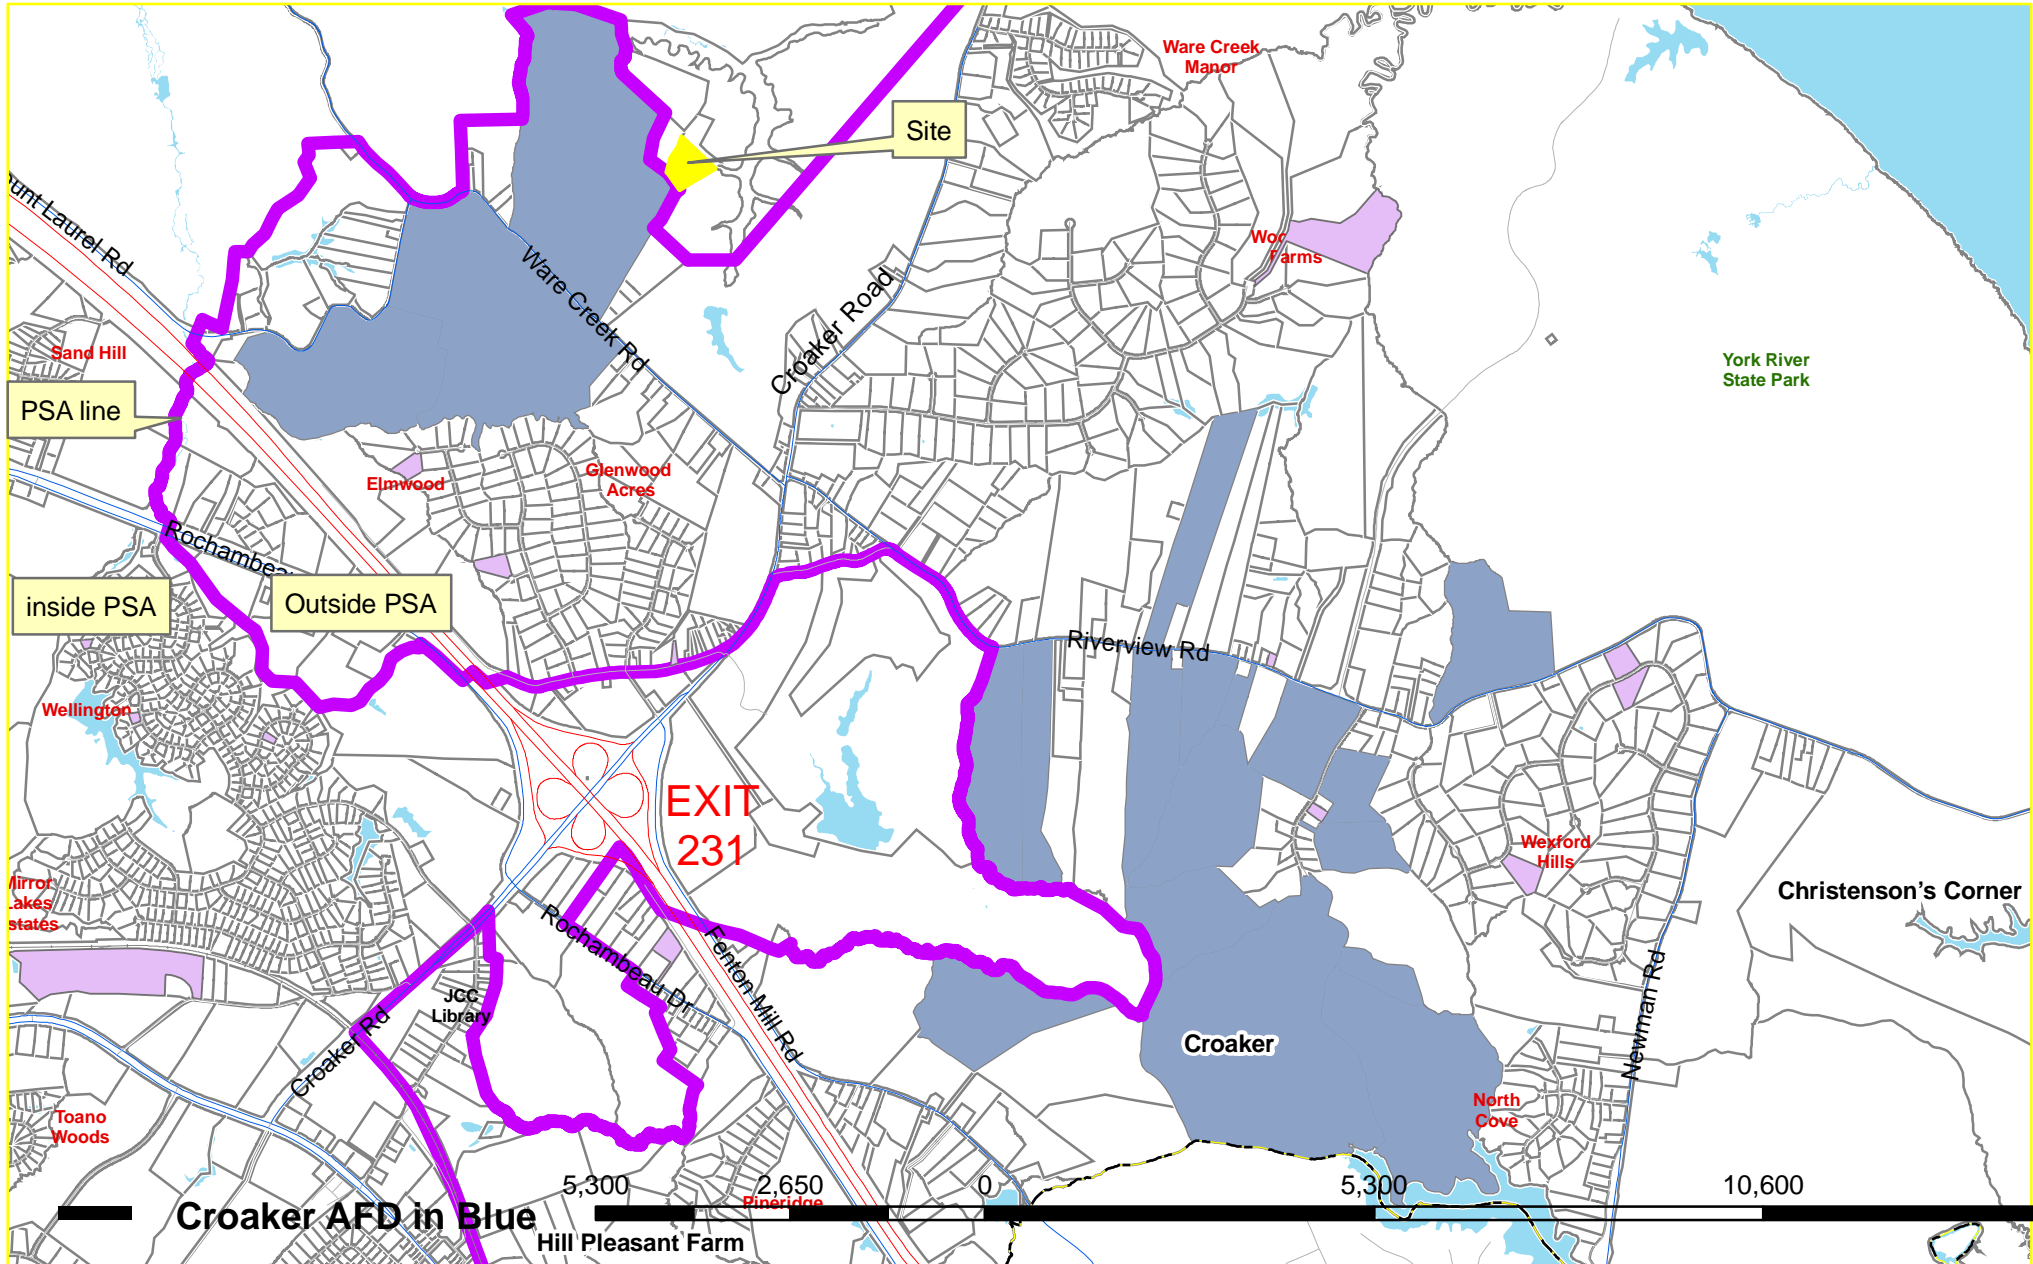 Ware Creek
Manor
Site
Laurel Rd
Ware Creek Rd
Croaker Road
Farms
Sand Hill
PSA line
York River
State Park
Elmwood
Glenwood
Acres
inside PSA
Outside PSA
Riverview Rd
Wellington
EXIT
231
Wexford
Hills
Christenson's Corner
Rochambeau Dr
Fenton Mill Rd
JCC
Library
Croaker Rd
Croaker
Newman Rd
North
Cove
Toano
Woods
5,300
2,650
0
5,300
10,600
Pineridge
Croaker AFD in Blue
Hill Pleasant Farm